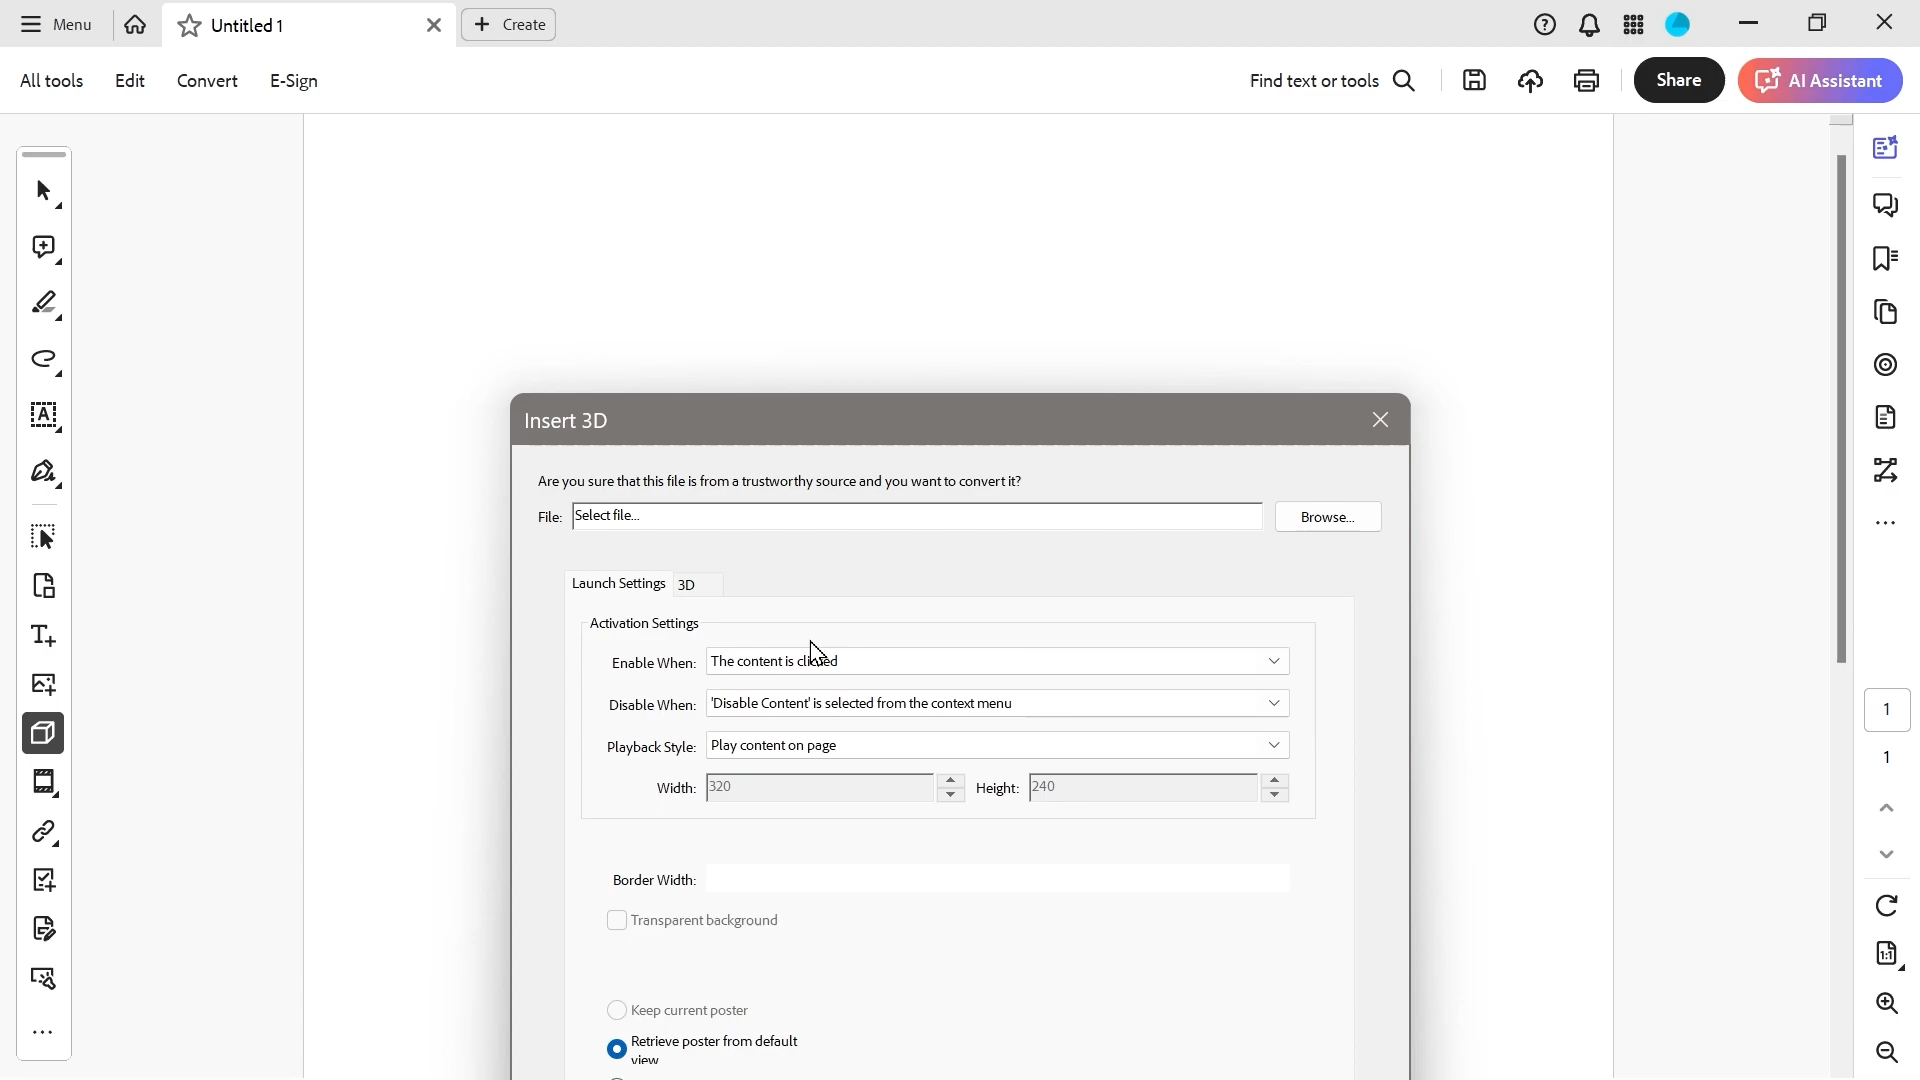 Menu
Untitled 1
Create
All tools
Edit
Convert
E-Sign
Find text or tools
Share
AI Assistant
Insert 3D
Are you sure that this file is from a trustworthy source and you want to convert it?
File:
Select file...
Browse...
Launch Settings
3D
Activation Settings
Enable When:
The content is clicked
Disable When:
'Disable Content' is selected from the context menu
Playback Style:
Play content on page
Width:
320
Height:
240
Border Width:
Transparent background
Keep current poster
Retrieve poster from default
view
1
1
1:1